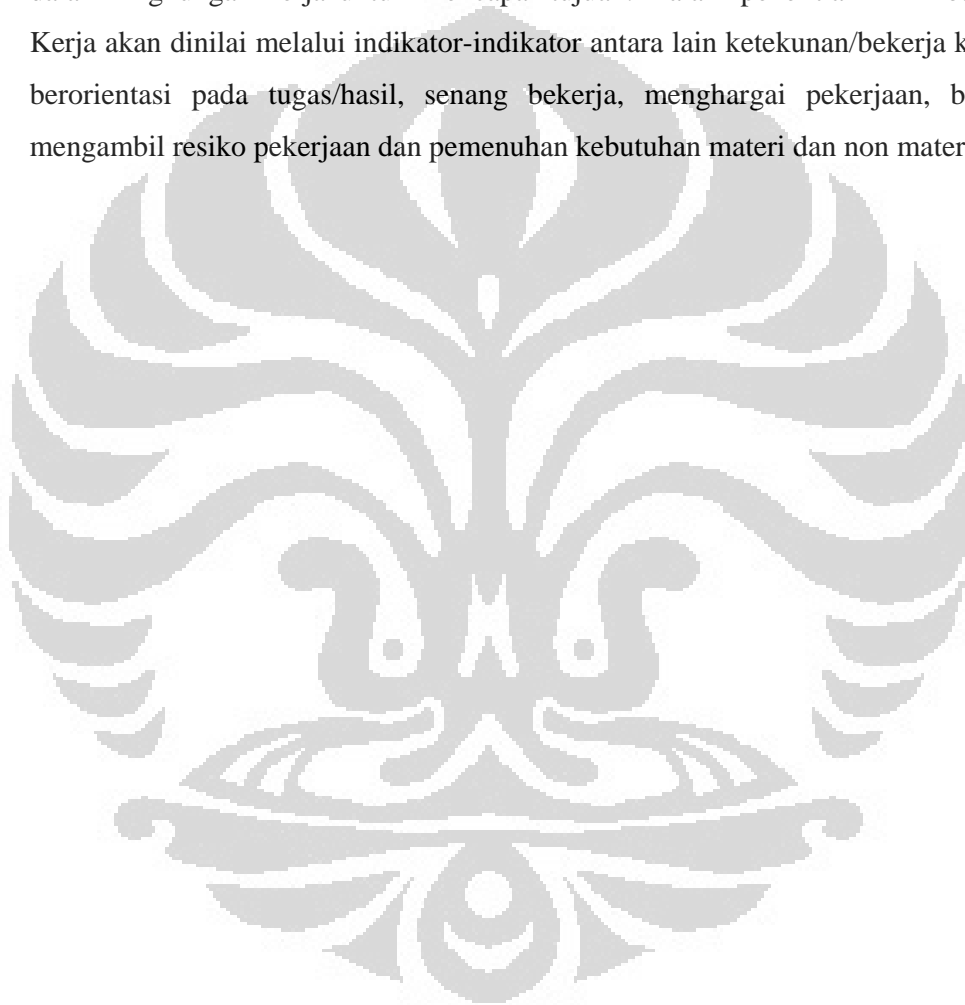 Kerja akan dinilai melalui indikator-indikator antara lain ketekunan/bekerja k
berorientasi pada tugas/hasil, senang bekerja, menghargai pekerjaan, b
mengambil resiko pekerjaan dan pemenuhan kebutuhan materi dan non mater